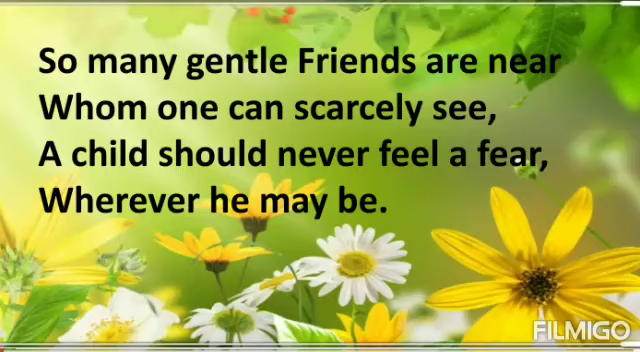 So many gentle Friends are near
Whom one can scarcely see,
A child should never feel a fear,
Wherever he may be.
FILMIGO